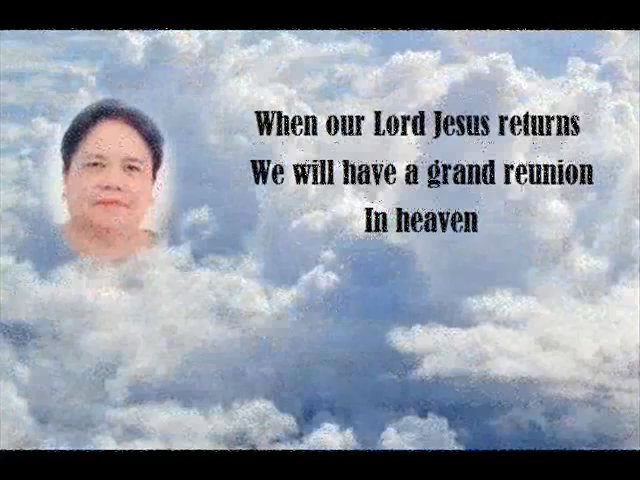 When our Lord Jesus returns
We will have a grand reunion
In heaven